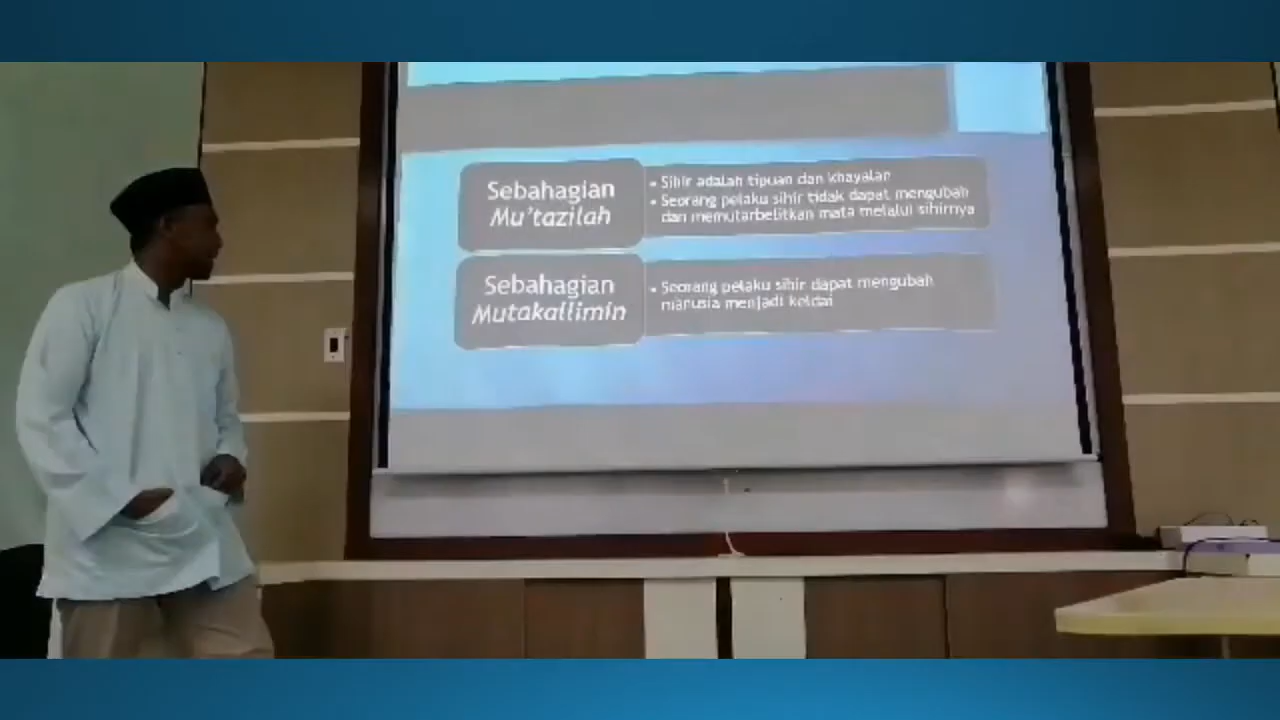 Sebahagian
Mu'tazilah
• Sihir adalah tipuan dan khayalan
• Seorang pelaku sihir tidak dapat mengubah
dan memutarbelitkan mata melalui sihirnya
Sebahagian
Mutakallimin
• Seorang pelaku sihir dapat mengubah
manusia menjadi keldai